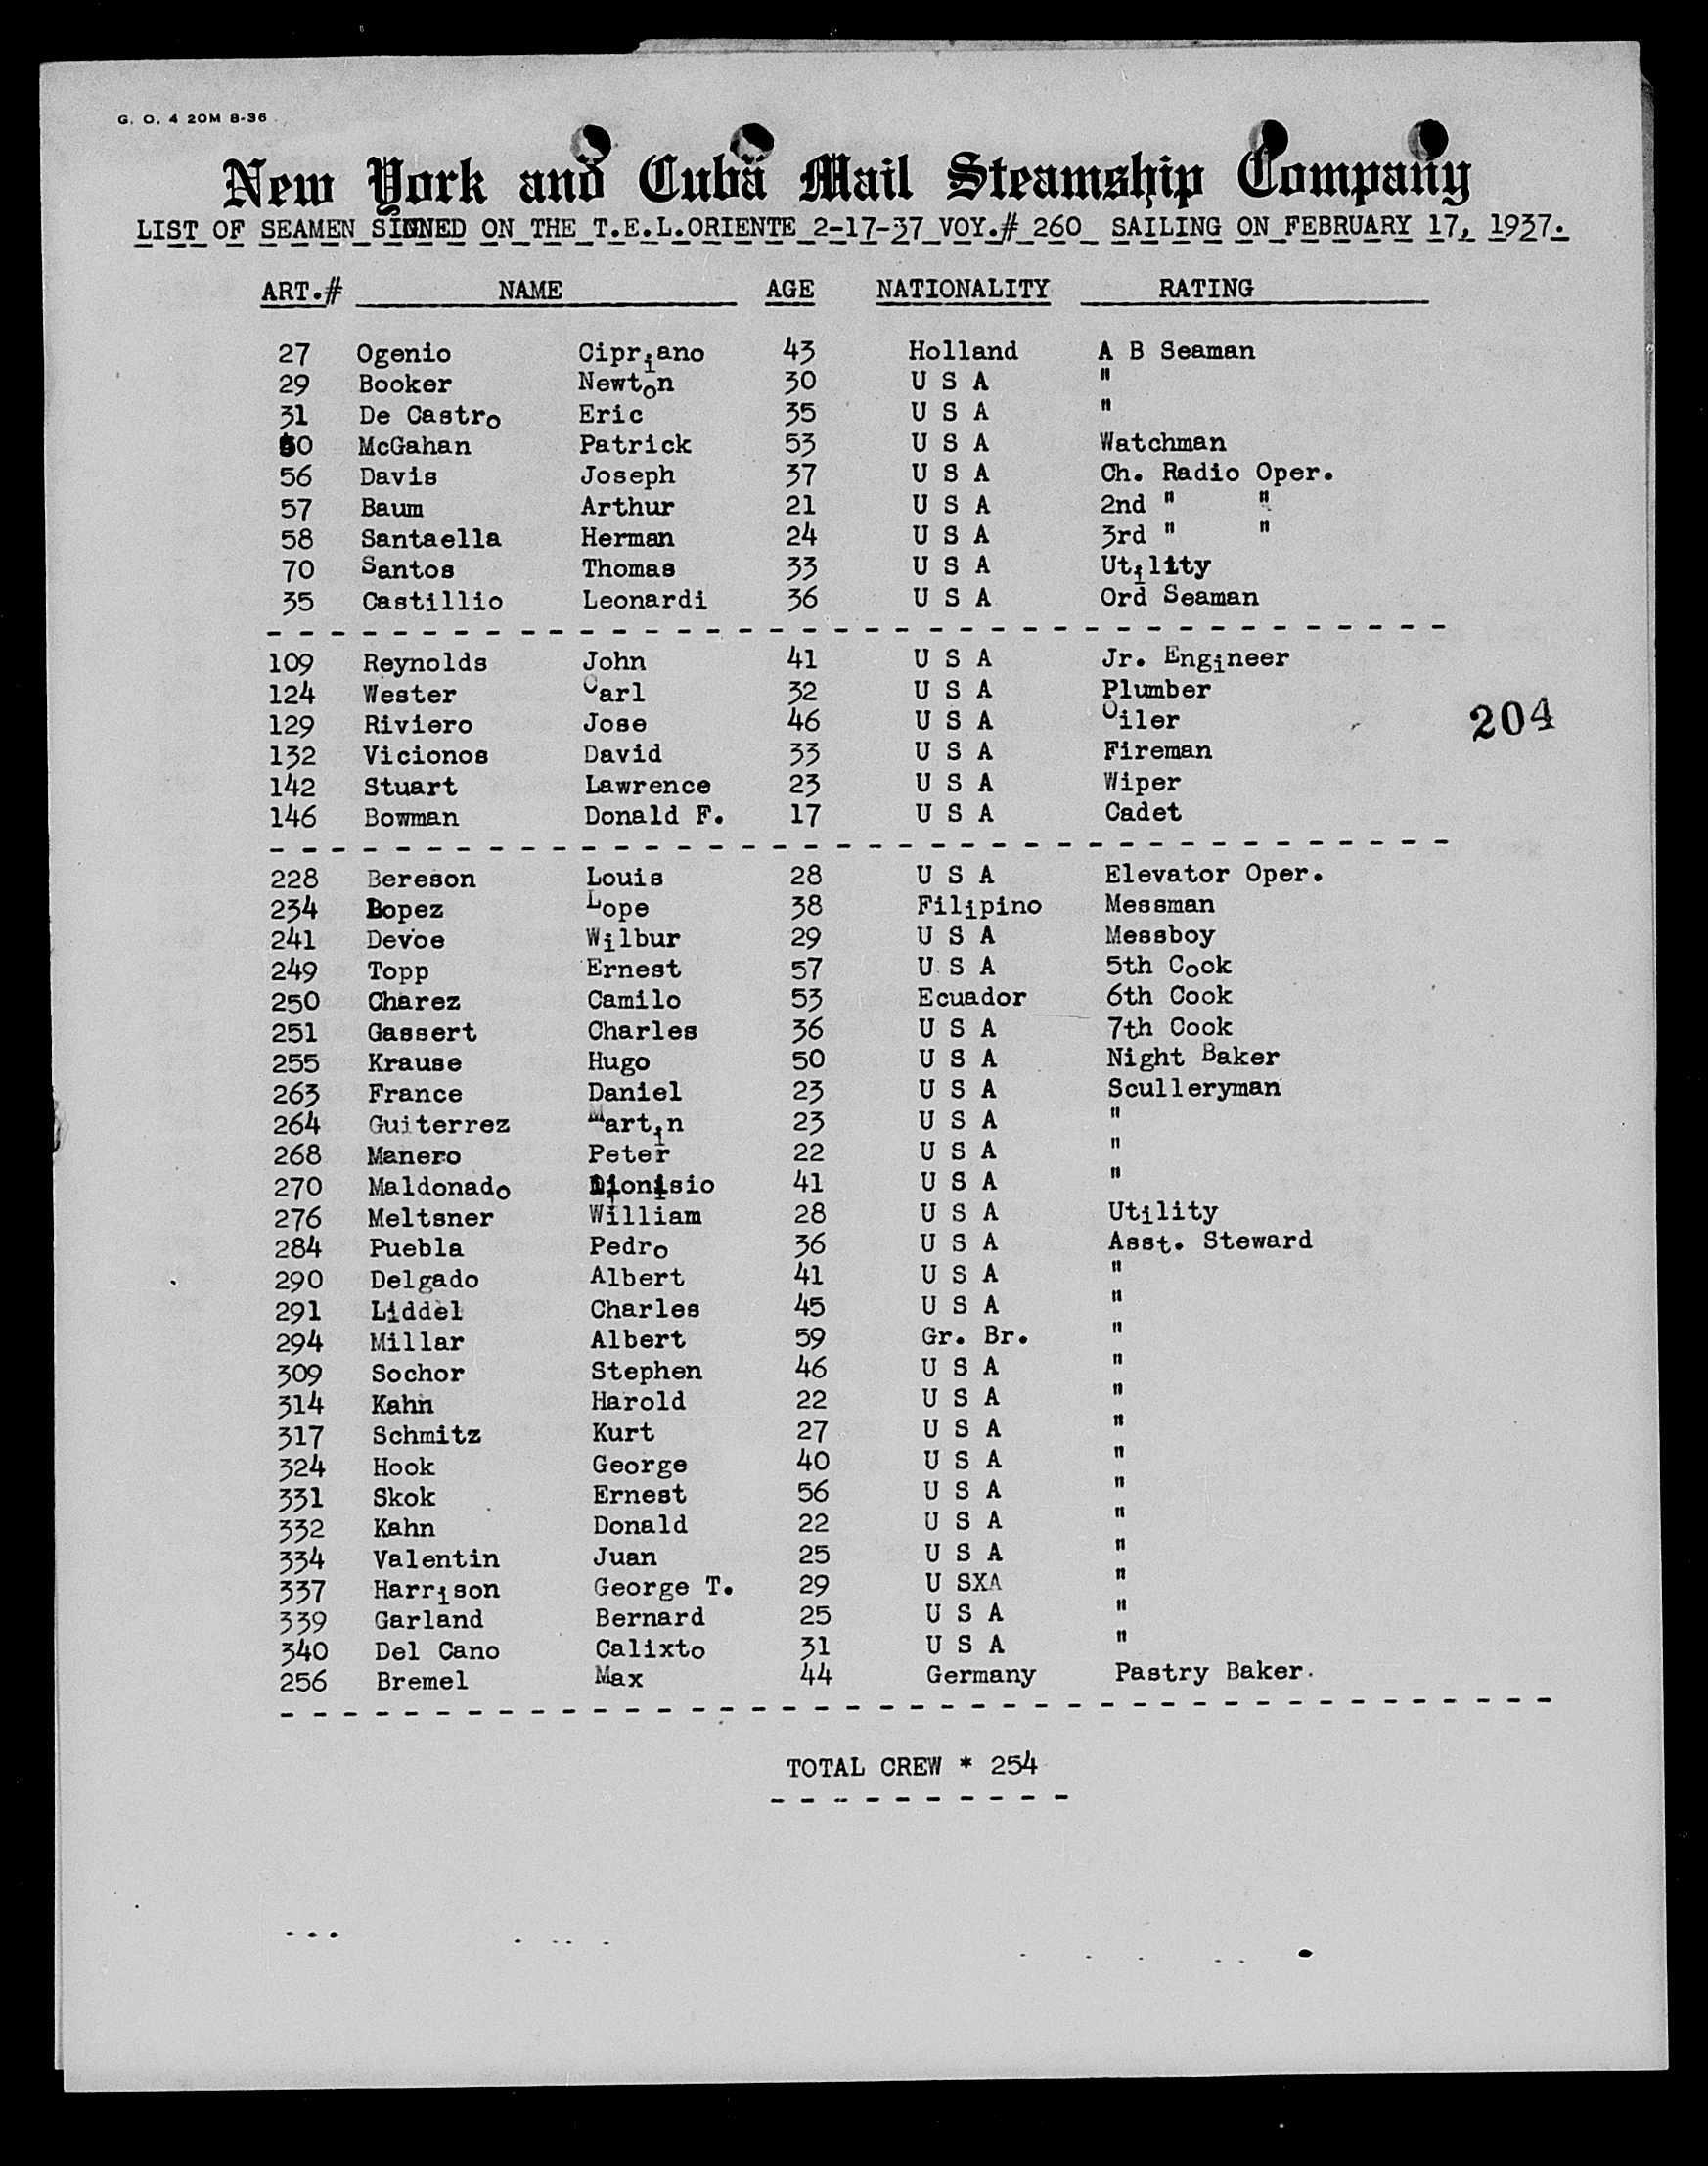 G. O. 4 20M 8-36
New York and Cuba Mail Steamship Company
LIST OF SEAMEN SIGNED ON THE T.E.L.ORIENTE 2-17-37 VOY.# 260 SAILING ON FEBRUARY 17, 1937.
ART.# NAME AGE NATIONALITY RATING
27 Ogenio Cipriano 43 Holland A B Seaman
29 Booker Newton 30 U S A "
31 De Castro Eric 35 U S A "
50 McGahan Patrick 53 U S A Watchman
56 Davis Joseph 37 U S A Ch. Radio Oper.
57 Baum Arthur 21 U S A 2nd " "
58 Santaella Herman 24 U S A 3rd " "
70 Santos Thomas 33 U S A Utility
35 Castillio Leonardi 36 U S A Ord Seaman
109 Reynolds John 41 U S A Jr. Engineer
124 Wester Carl 32 U S A Plumber
129 Riviero Jose 46 U S A Oiler
204
132 Vicionos David 33 U S A Fireman
142 Stuart Lawrence 23 U S A Wiper
146 Bowman Donald F. 17 U S A Cadet
228 Bereson Louis 28 U S A Elevator Oper.
234 Lope 38 Filipino Messman
241 Devoe Wilbur 29 U S A Messboy
249 Topp Ernest 57 U S A 5th Cook
250 Charez Camilo 53 Ecuador 6th Cook
251 Gassert Charles 36 U S A 7th Cook
255 Krause Hugo 50 U S A Night Baker
263 France Daniel 23 U S A Sculleryman
264 Guiterrez Martin 23 U S A "
268 Manero Peter 22 U S A "
270 Maldonado Dionisio 41 U S A "
276 Meltsner William 28 U S A Utility
284 Puebla Pedro 36 U S A Asst. Steward
290 Delgado Albert 41 U S A "
291 Liddel Charles 45 U S A "
294 Millar Albert 59 Gr. Br. "
309 Sochor Stephen 46 U S A "
314 Kahn Harold 22 U S A "
317 Schmitz Kurt 27 U S A "
324 Hook George 40 U S A "
331 Skok Ernest 56 U S A "
332 Kahn Donald 22 U S A "
334 Valentin Juan 25 U S A "
337 Harrison George T. 29 U SXA "
339 Garland Bernard 25 U S A "
340 Del Cano Calixto 31 U S A "
256 Bremel Max 44 Germany Pastry Baker.
TOTAL CREW * 254